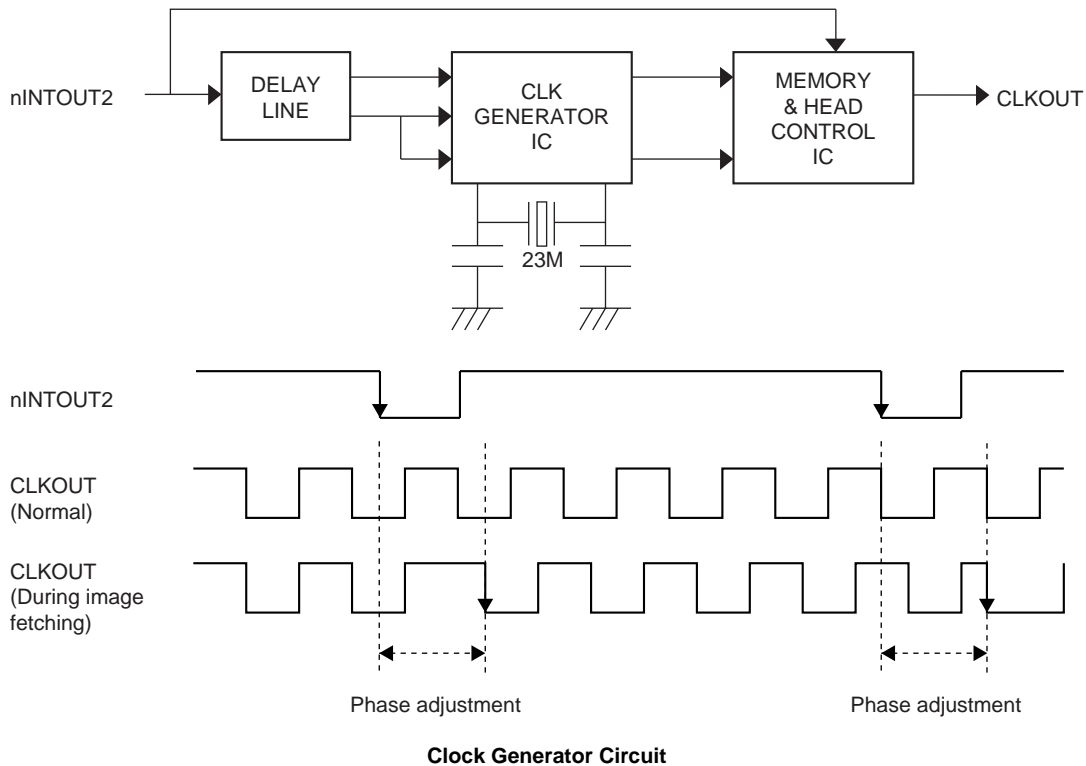 nINTOUT2
DELAY
LINE
CLK
GENERATOR
IC
MEMORY
& HEAD
CONTROL
IC
CLKOUT
23M
nINTOUT2
CLKOUT
(Normal)
CLKOUT
(During image
fetching)
Phase adjustment
Phase adjustment
Clock Generator Circuit